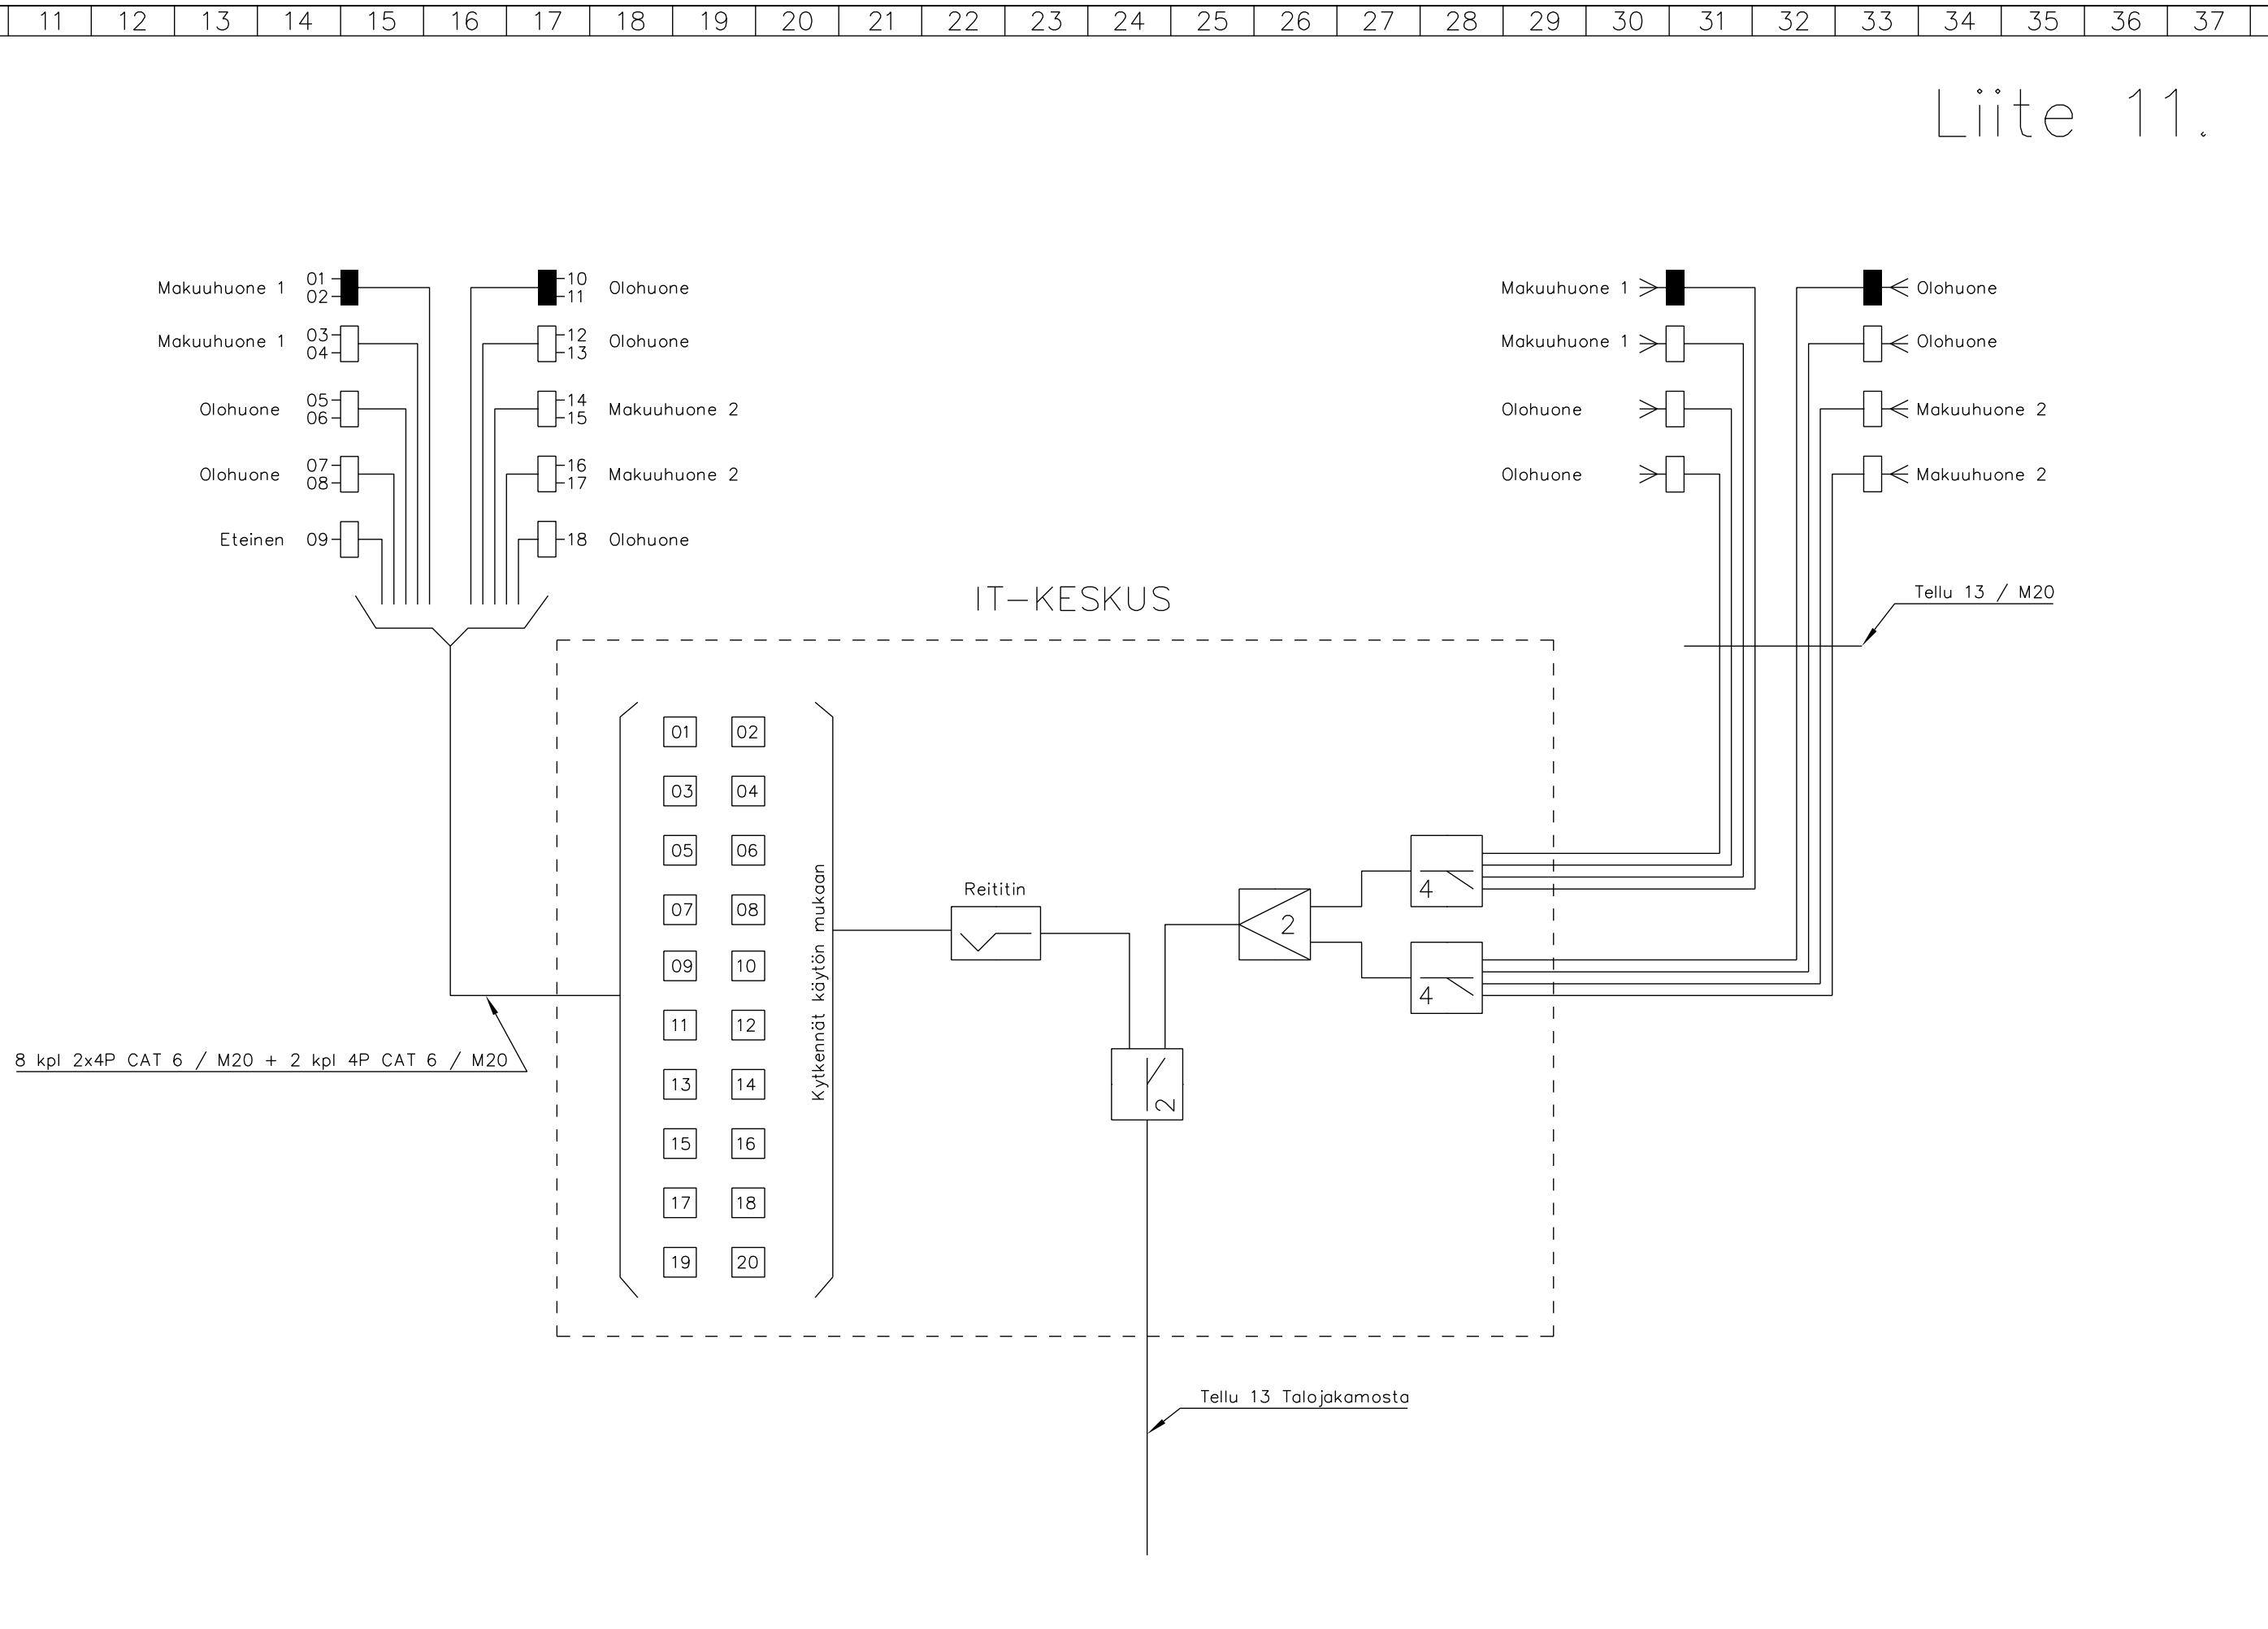 11 12 13 14 15 16 17 18 19 20 21 22 23 24 25 26 27 28 29 30 31 32 33 34 35 36 37
Liite 11.
Makuuhuone 1 01 02
10 11 Olohuone
Makuuhuone 1 03 04
12 13 Olohuone
Olohuone 05 06
14 15 Makuuhuone 2
Olohuone 07 08
16 17 Makuuhuone 2
Eteinen 09
18 Olohuone
Makuuhuone 1
Olohuone
Makuuhuone 1
Olohuone
Olohuone
Makuuhuone 2
Olohuone
Makuuhuone 2
Tellu 13 / M20
IT-KESKUS
01 02
03 04
05 06
07 08
09 10
11 12
13 14
15 16
17 18
19 20
Kytkennät käytön mukaan
Reititin
2
4
4
2
8 kpl 2x4P CAT 6 / M20 + 2 kpl 4P CAT 6 / M20
Tellu 13 Talojakamosta